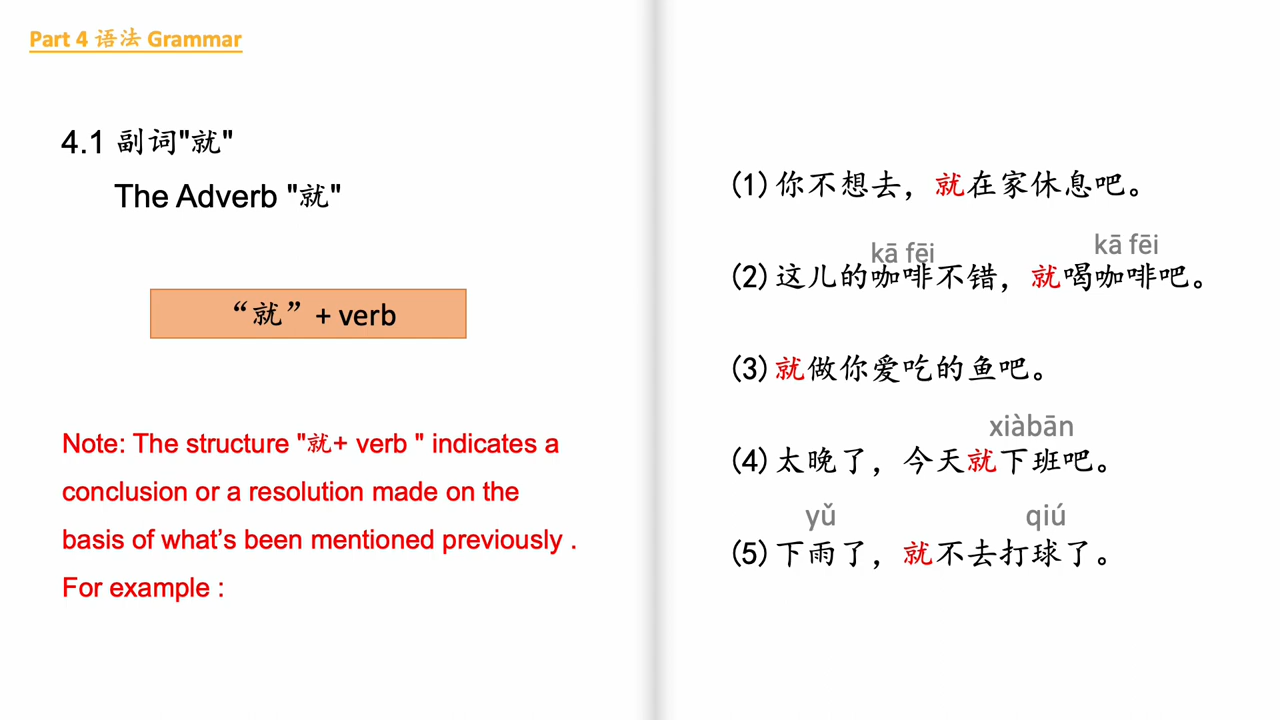 Part 4 语法 Grammar
4.1 副词"就"
The Adverb "就"
“就” + verb
Note: The structure "就+ verb " indicates a
conclusion or a resolution made on the
basis of what’s been mentioned previously .
For example :
(1) 你不想去，就在家休息吧。
kā fēi kā fēi
(2) 这儿的咖啡不错，就喝咖啡吧。
(3) 就做你爱吃的鱼吧。
xiàbān
(4) 太晚了，今天就下班吧。
yǔ qiú
(5) 下雨了，就不去打球了。